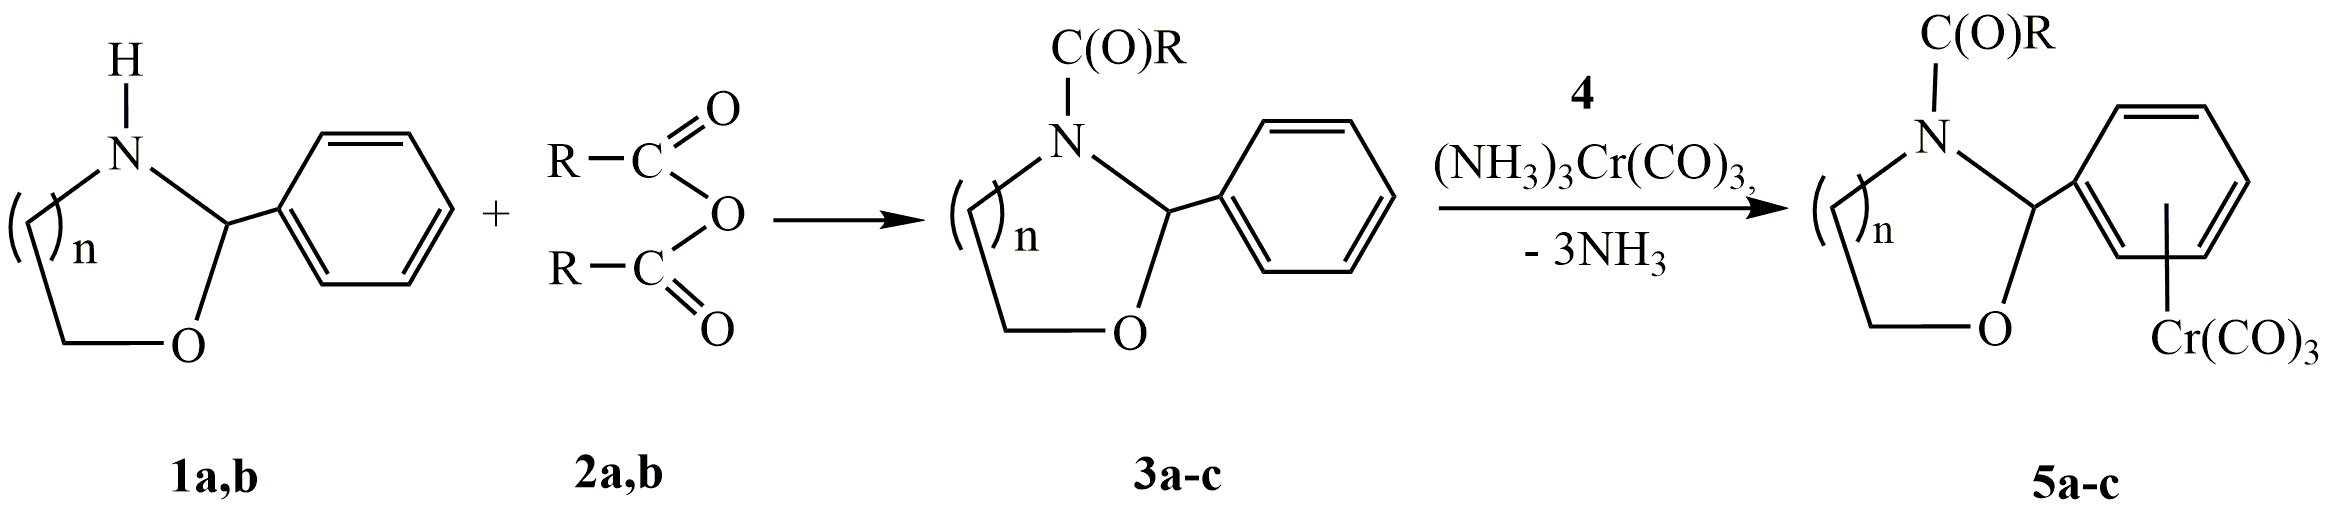 H
N
( )n
O
+
R–C=O
O
R–C=O
C(O)R
N
( )n
O
4
(NH₃)₃Cr(CO)₃,
- 3NH₃
C(O)R
N
( )n
O
Cr(CO)₃
1a,b
2a,b
3a-c
5a-c